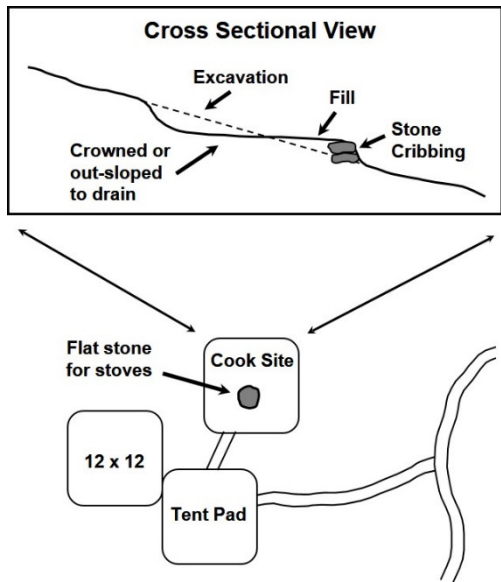 Cross Sectional View
Excavation
Fill
Stone
Cribbing
Crowned or
out-sloped
to drain
Flat stone
for stoves
Cook Site
12 x 12
Tent Pad